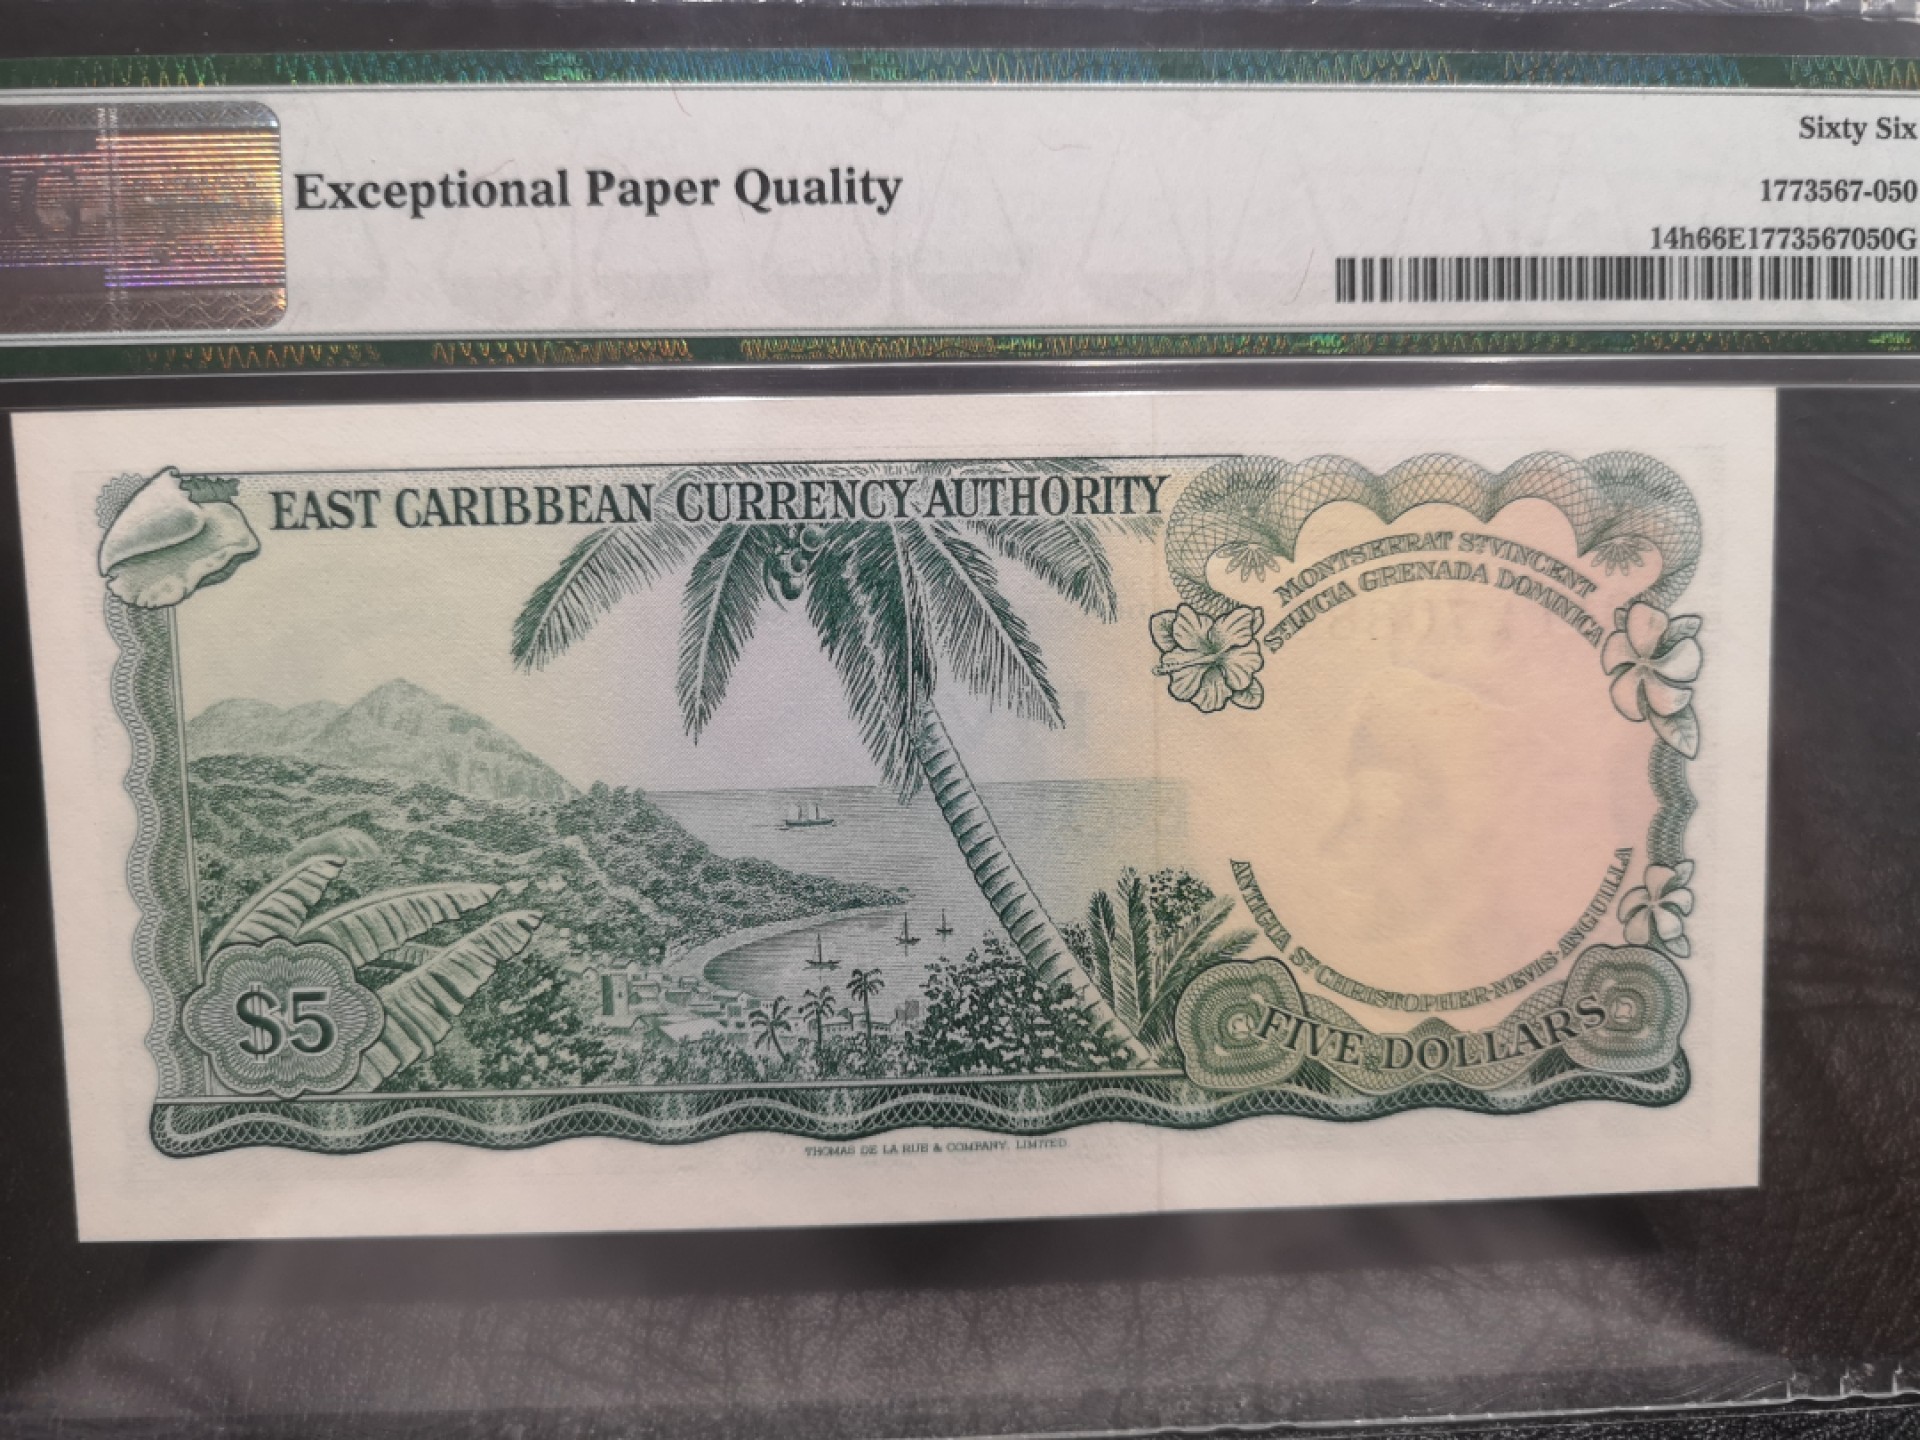 Sixty Six
Exceptional Paper Quality
1773567-050
14h66E1773567050G
EAST CARIBBEAN CURRENCY AUTHORITY
MONTSERRAT ST VINCENT
ST LUCIA GRENADA DOMINICA
ANTIGUA ST CHRISTOPHER-NEVIS-ANGUILLA
$5
FIVE DOLLARS
THOMAS DE LA RUE & COMPANY, LIMITED